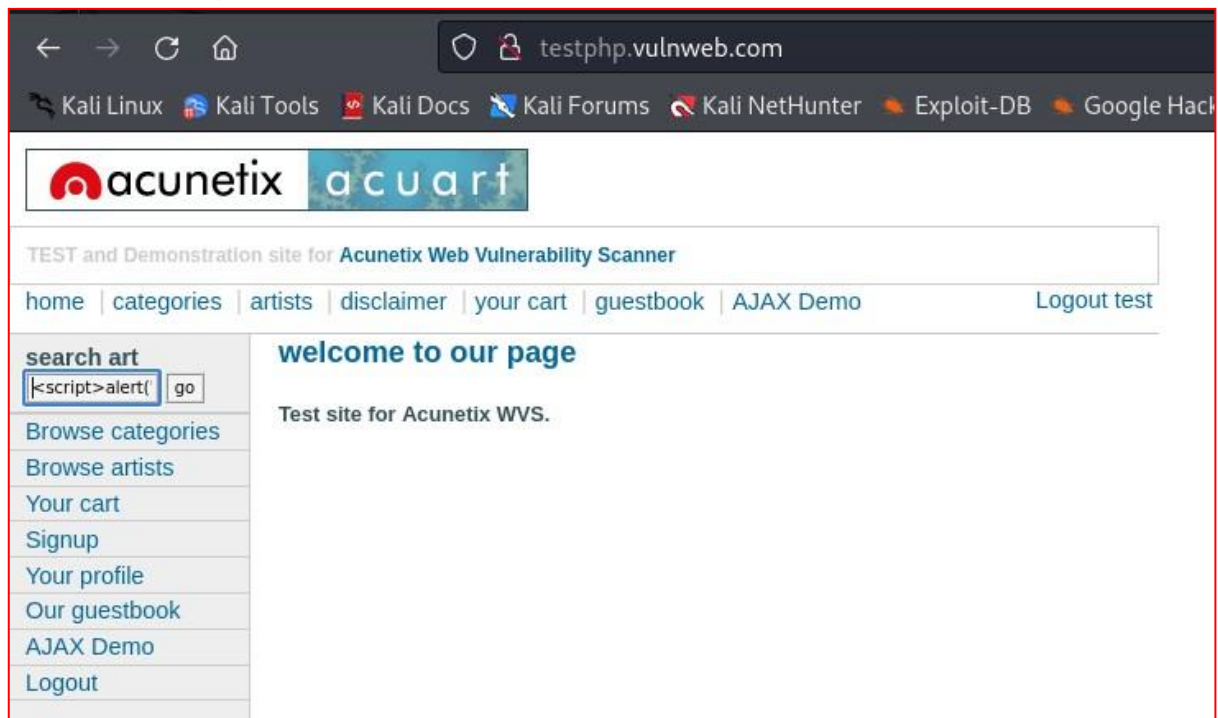 testphp.vulnweb.com
Kali Linux Kali Tools Kali Docs Kali Forums Kali NetHunter Exploit-DB Google Hack
acunetix acuart
TEST and Demonstration site for Acunetix Web Vulnerability Scanner
home | categories | artists | disclaimer | your cart | guestbook | AJAX Demo Logout test
search art
<script>alert(' go
Browse categories
Browse artists
Your cart
Signup
Your profile
Our guestbook
AJAX Demo
Logout
welcome to our page
Test site for Acunetix WVS.